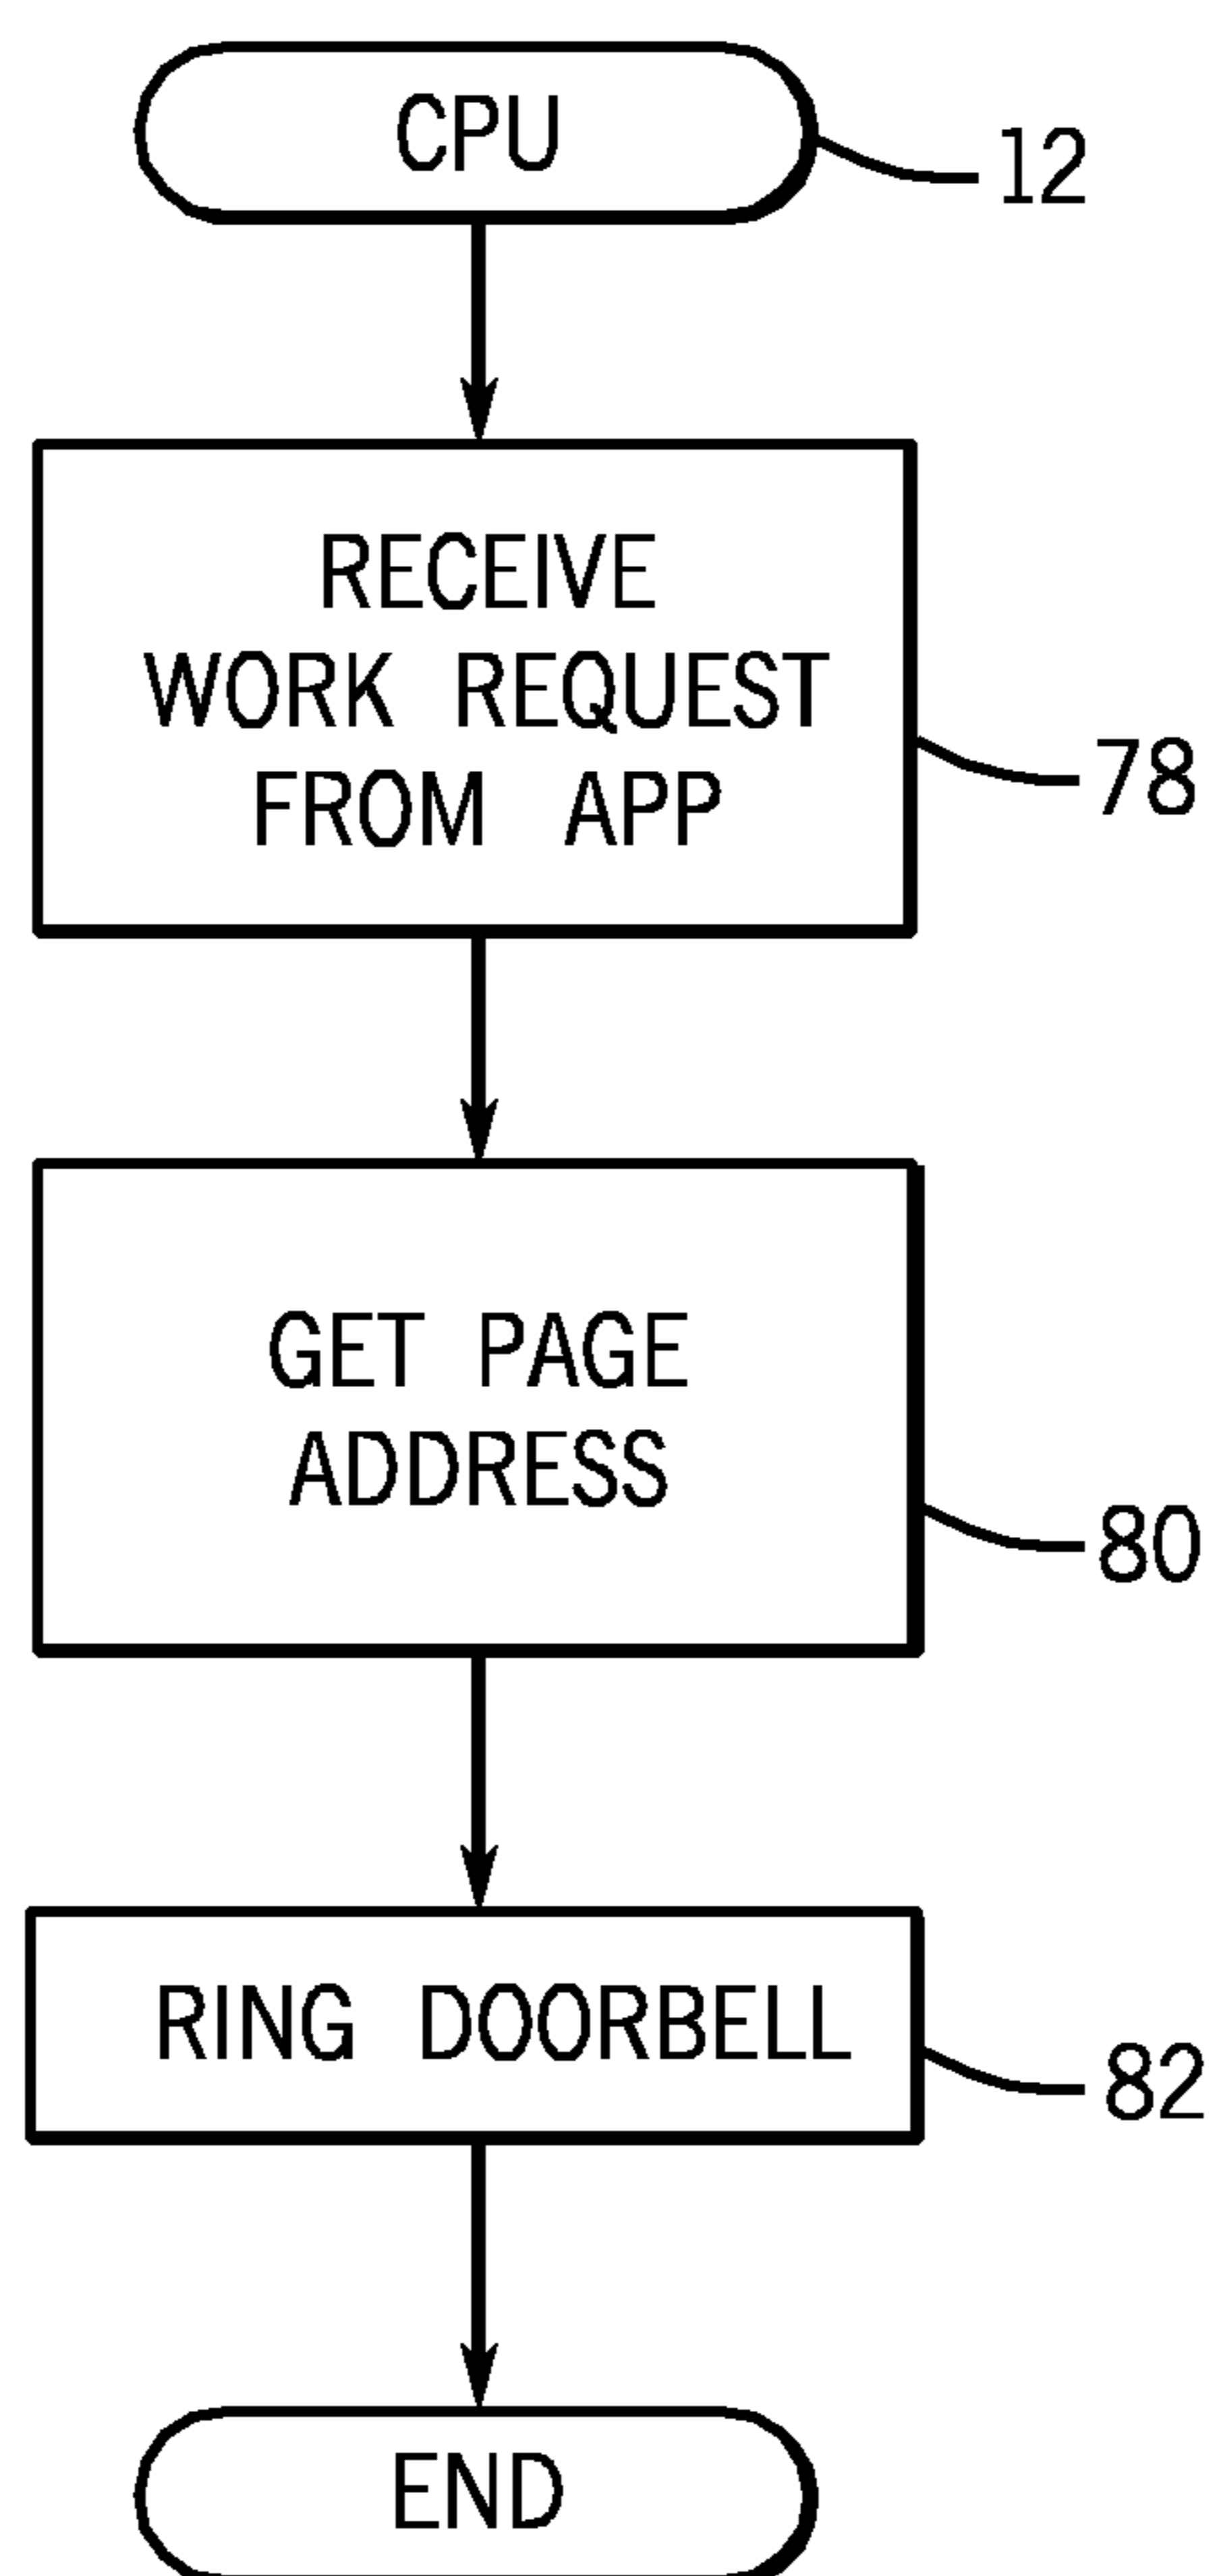 CPU
12
RECEIVE
WORK REQUEST
FROM APP
78
GET PAGE
ADDRESS
80
RING DOORBELL
82
END